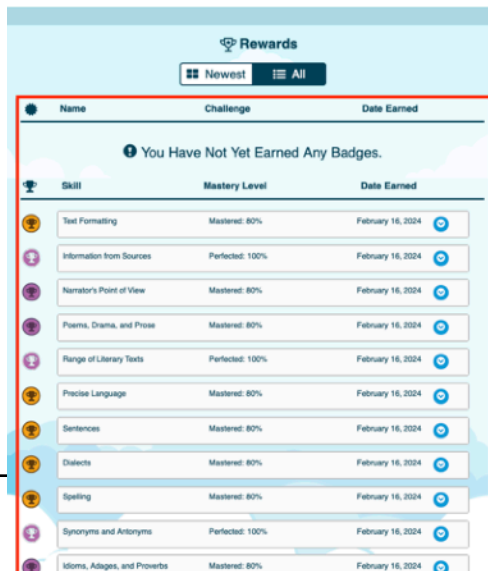 Rewards
Newest All
Name Challenge Date Earned
You Have Not Yet Earned Any Badges.
Skill Mastery Level Date Earned
Text Formatting Mastered: 80% February 16, 2024
Information from Sources Perfected: 100% February 16, 2024
Narrator's Point of View Mastered: 80% February 16, 2024
Poems, Drama, and Prose Mastered: 80% February 16, 2024
Range of Literary Texts Perfected: 100% February 16, 2024
Precise Language Mastered: 80% February 16, 2024
Sentences Mastered: 80% February 16, 2024
Dialects Mastered: 80% February 16, 2024
Spelling Mastered: 80% February 16, 2024
Synonyms and Antonyms Perfected: 100% February 16, 2024
Idioms, Adages, and Proverbs Mastered: 80% February 16, 2024